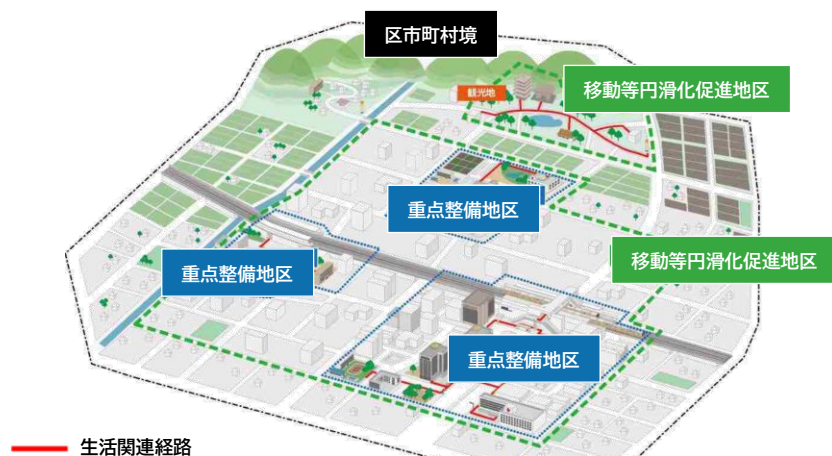 区市町村境
移動等円滑化促進地区
観光地
重点整備地区
移動等円滑化促進地区
重点整備地区
重点整備地区
生活関連経路